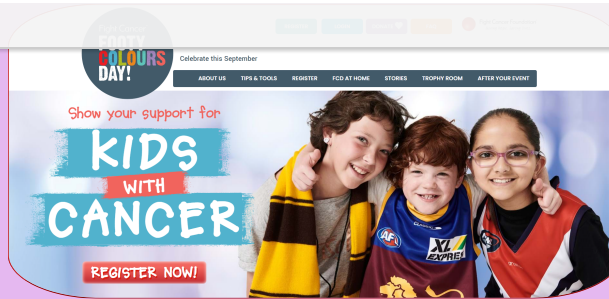 FOOTY
COLOURS
DAY!
Celebrate this September
ABOUT US TIPS & TOOLS REGISTER FCD AT HOME STORIES TROPHY ROOM AFTER YOUR EVENT
Show your support for
KIDS
WITH
CANCER
REGISTER NOW!
AFL
XL
EXPRESS